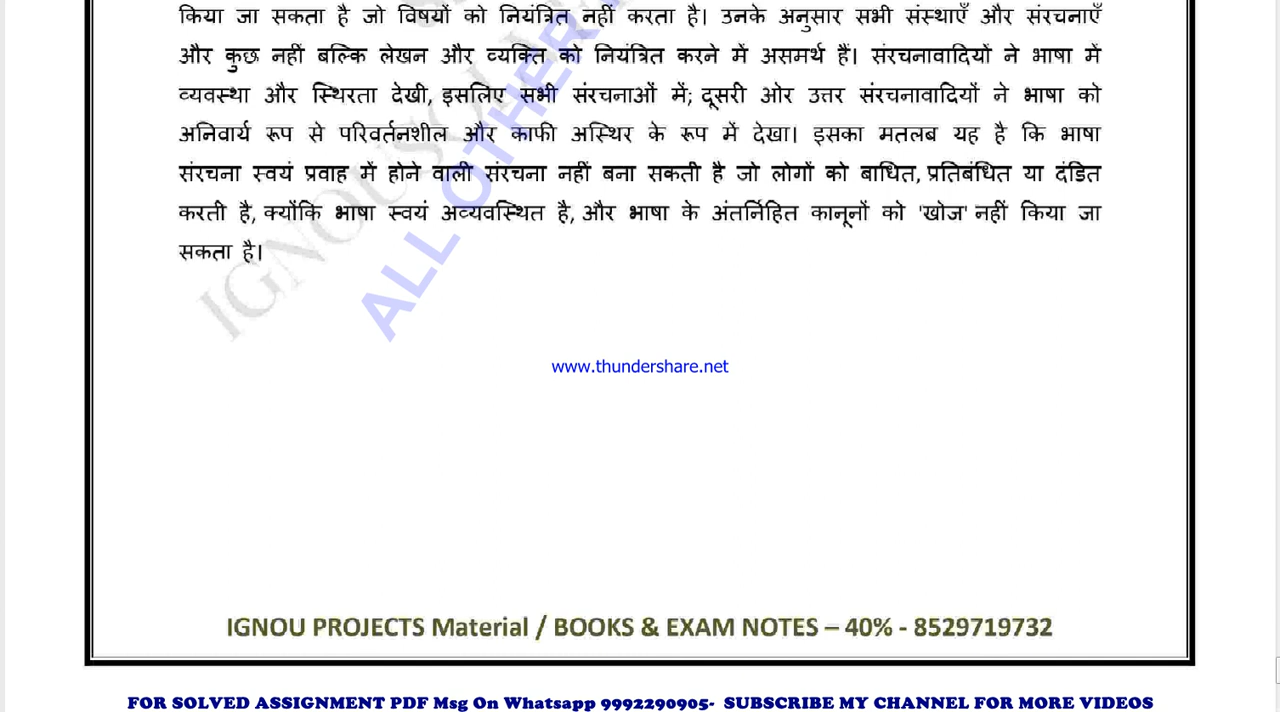 किया जा सकता है जो विषयों को नियंत्रित नहीं करता है। उनके अनुसार सभी संस्थाएँ और संरचनाएँ
और कुछ नहीं बल्कि लेखन और व्यक्ति को नियंत्रित करने में असमर्थ हैं। संरचनावादियों ने भाषा में
व्यवस्था और स्थिरता देखी, इसलिए सभी संरचनाओं में; दूसरी ओर उत्तर संरचनावादियों ने भाषा को
अनिवार्य रूप से परिवर्तनशील और काफी अस्थिर के रूप में देखा। इसका मतलब यह है कि भाषा
संरचना स्वयं प्रवाह में होने वाली संरचना नहीं बना सकती है जो लोगों को बाधित, प्रतिबंधित या दंडित
करती है, क्योंकि भाषा स्वयं अव्यवस्थित है, और भाषा के अंतर्निहित कानूनों को 'खोज' नहीं किया जा
सकता है।
ALL OTHER
www.thundershare.net
IGNOU PROJECTS Material / BOOKS & EXAM NOTES – 40% - 8529719732
FOR SOLVED ASSIGNMENT PDF Msg On Whatsapp 9992290905- SUBSCRIBE MY CHANNEL FOR MORE VIDEOS